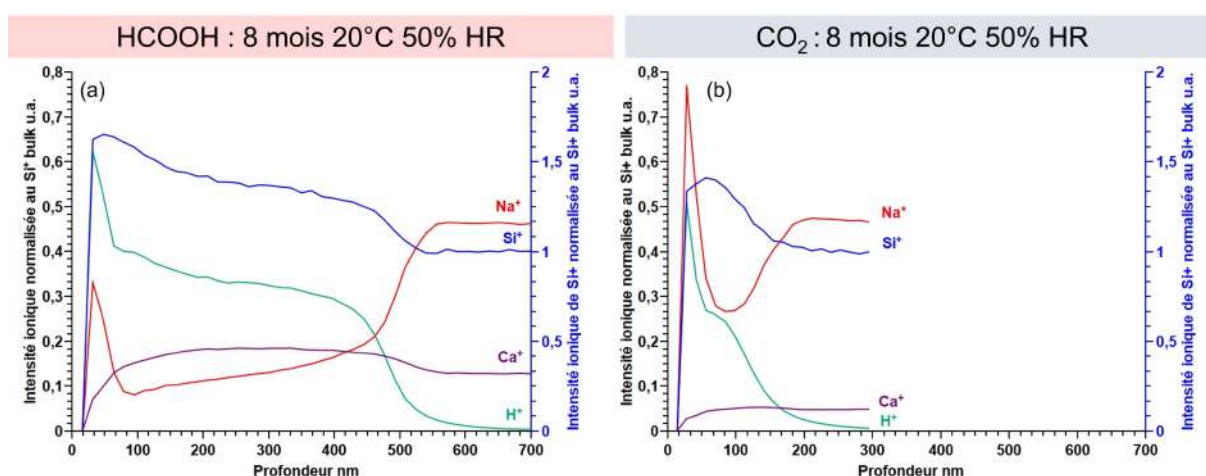 HCOOH : 8 mois 20°C 50% HR
CO₂ : 8 mois 20°C 50% HR
(a)
Intensité ionique normalisée au Si⁺ bulk u.a.
0,8
0,7
0,6
0,5
0,4
0,3
0,2
0,1
0
0 100 200 300 400 500 600 700
Profondeur nm
Na⁺
Si⁺
Ca⁺
H⁺
2
1,5
1
0,5
0
Intensité ionique de Si+ normalisée au Si+ bulk u.a.
(b)
Intensité ionique normalisée au Si+ bulk u.a.
0,8
0,7
0,6
0,5
0,4
0,3
0,2
0,1
0
0 100 200 300 400 500 600 700
Profondeur nm
Na⁺
Si⁺
Ca⁺
H⁺
2
1,5
1
0,5
0
Intensité ionique de Si+ normalisée au Si+ bulk u.a.